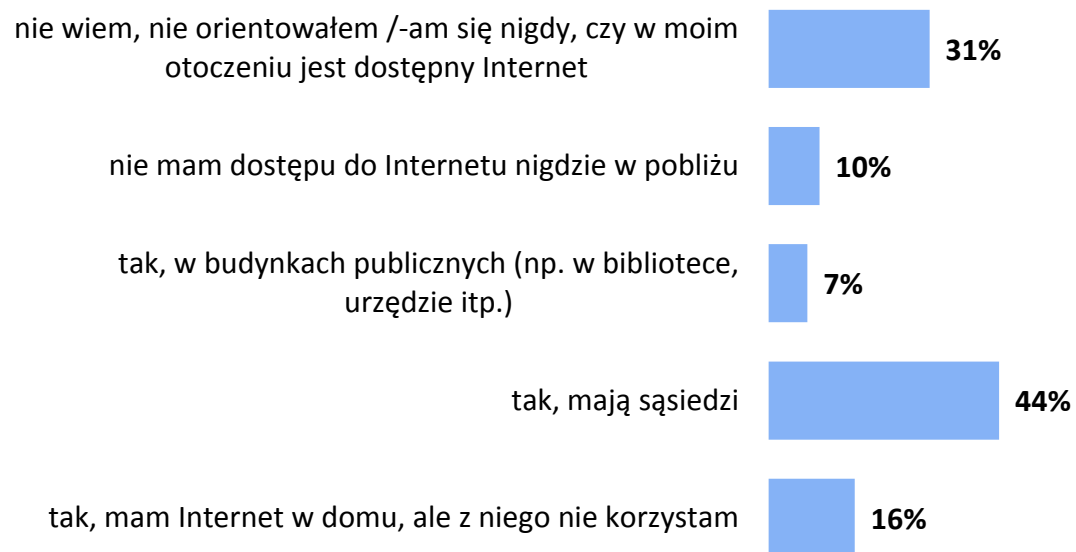 nie wiem, nie orientowałem /-am się nigdy, czy w moim
otoczeniu jest dostępny Internet
31%
nie mam dostępu do Internetu nigdzie w pobliżu
10%
tak, w budynkach publicznych (np. w bibliotece,
urzędzie itp.)
7%
tak, mają sąsiedzi
44%
tak, mam Internet w domu, ale z niego nie korzystam
16%